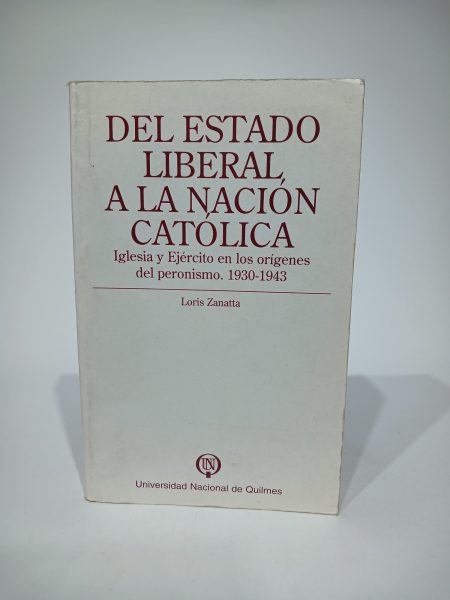 DEL ESTADO
LIBERAL
A LA NACIÓN
CATÓLICA
Iglesia y Ejército en los orígenes
del peronismo. 1930-1943
Loris Zanatta
UNQ
Universidad Nacional de Quilmes